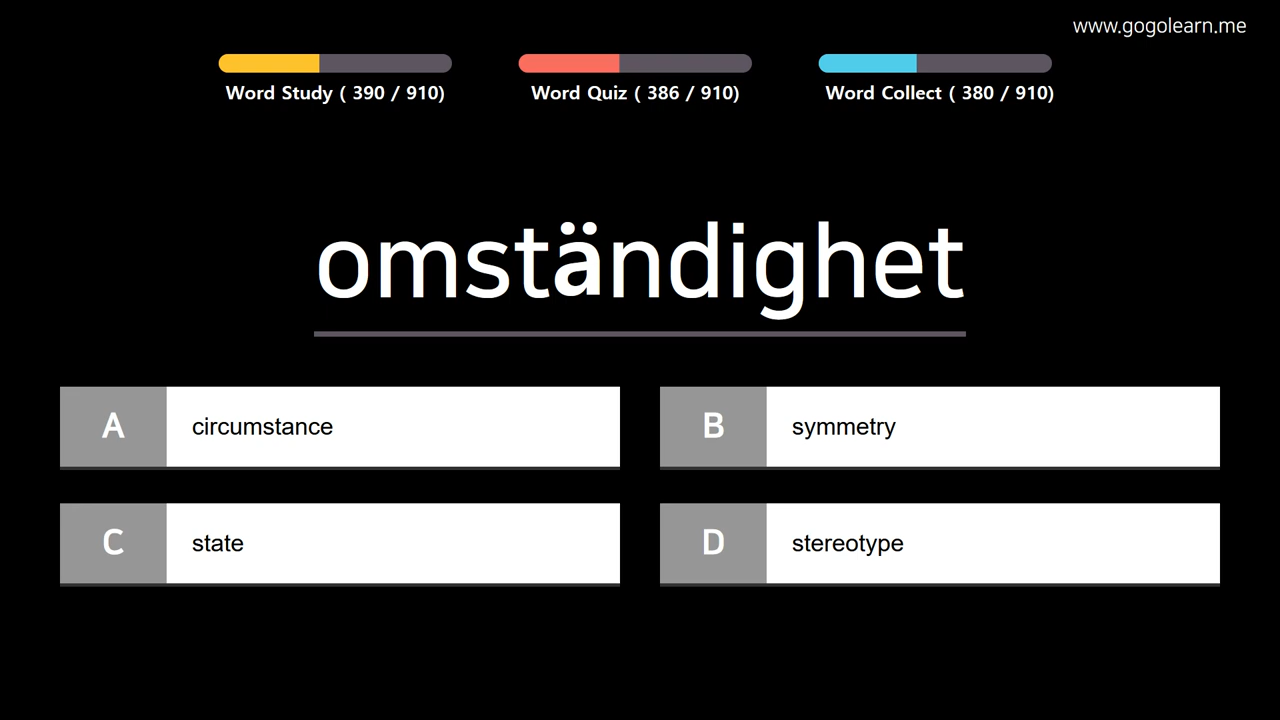 www.gogolearn.me
Word Study ( 390 / 910)
Word Quiz ( 386 / 910)
Word Collect ( 380 / 910)
omständighet
A circumstance
B symmetry
C state
D stereotype